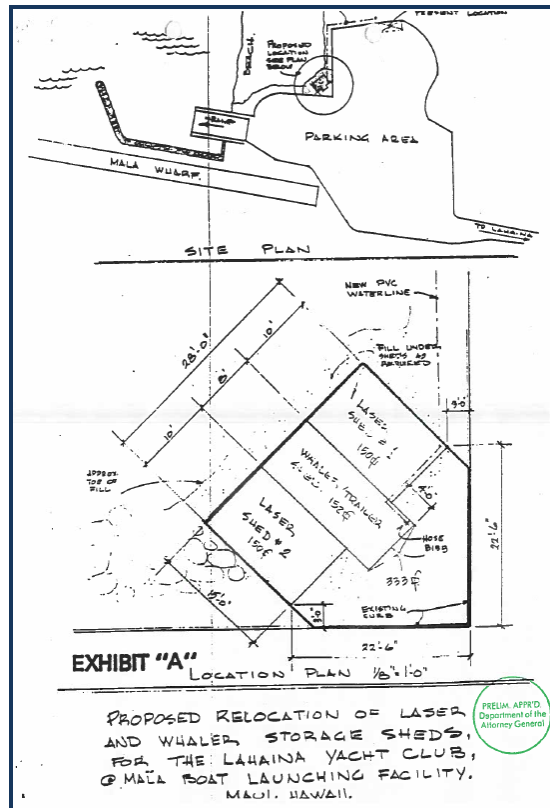 PRESENT LOCATION
BEACH
PROPOSED
LOCATION
SEE PLAN
BELOW
RAMP
PARKING AREA
MALA WHARF
TO LAHAINA
SITE PLAN
NEW PVC
WATERLINE
28'-0"
10'
8'
10'
FILL UNDER
SHEDS AS
REQUIRED
3'-0"
LASER
150
WHALER/TRAILER
152
4'-0"
APPROX.
TOE OF
FILL
LASER
SHED #2
150
HOSE
BIBB
22'-6"
333
15'-0"
3'-0"
EXISTING
CURB
22'-6"
EXHIBIT "A"
LOCATION PLAN 1/8"=1'-0"
PROPOSED RELOCATION OF LASER
AND WHALER STORAGE SHEDS,
FOR THE LAHAINA YACHT CLUB,
@ MALA BOAT LAUNCHING FACILITY.
MAUI. HAWAII.
PRELIM. APPR'D.
Department of the
Attorney General